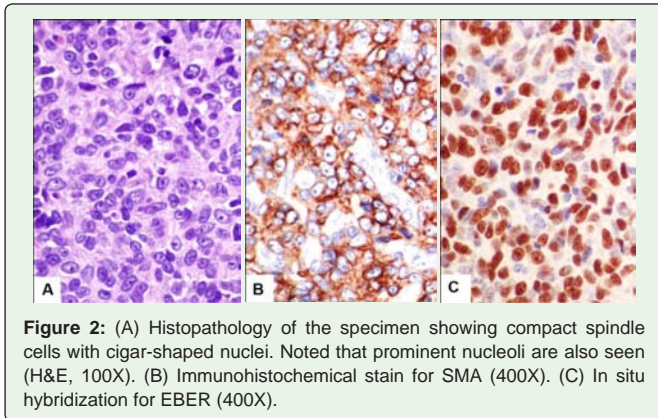 A
B
C
Figure 2: (A) Histopathology of the specimen showing compact spindle
cells with cigar-shaped nuclei. Noted that prominent nucleoli are also seen
(H&E, 100X). (B) Immunohistochemical stain for SMA (400X). (C) In situ
hybridization for EBER (400X).